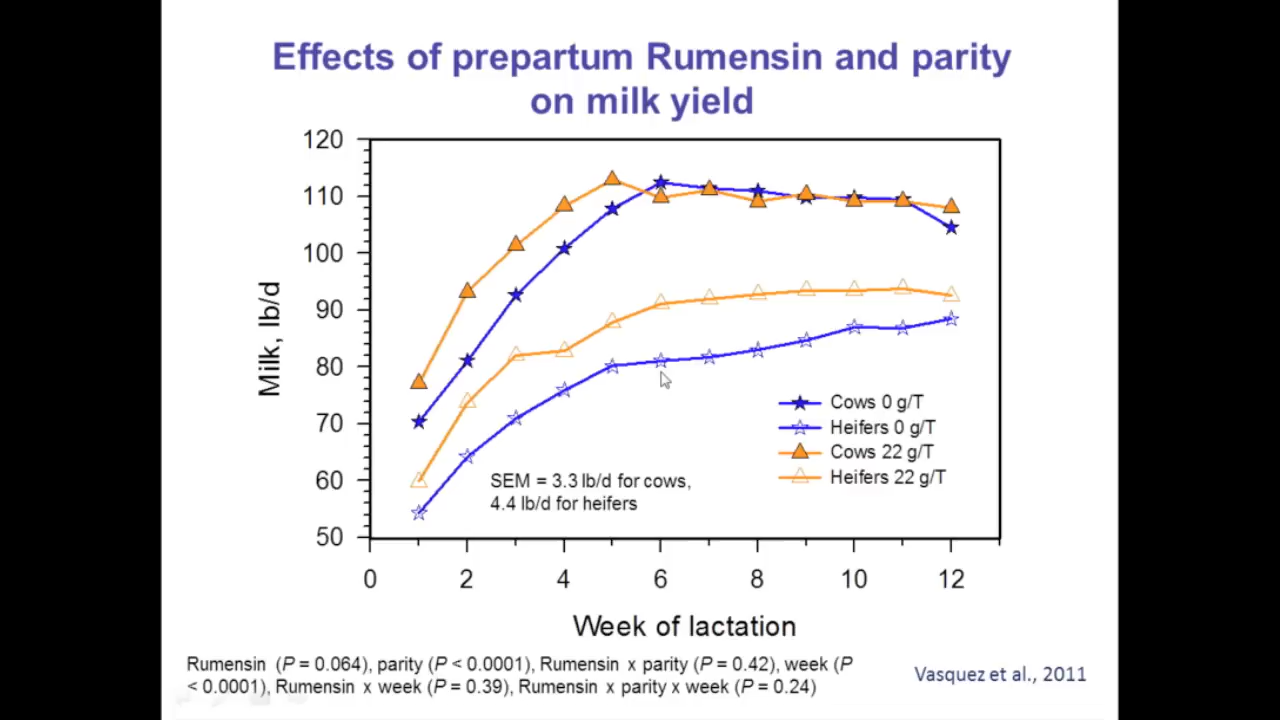 Effects of prepartum Rumensin and parity
on milk yield
120
110
100
90
80
70
60
50
Milk, lb/d
Cows 0 g/T
Heifers 0 g/T
Cows 22 g/T
Heifers 22 g/T
SEM = 3.3 lb/d for cows,
4.4 lb/d for heifers
0 2 4 6 8 10 12
Week of lactation
Rumensin (P = 0.064), parity (P < 0.0001), Rumensin x parity (P = 0.42), week (P
< 0.0001), Rumensin x week (P = 0.39), Rumensin x parity x week (P = 0.24)
Vasquez et al., 2011